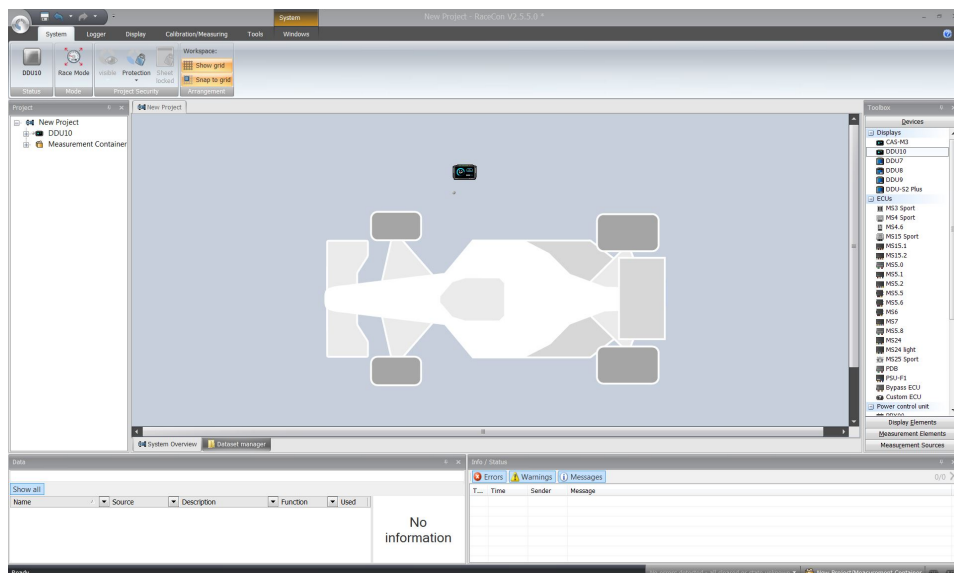 System
New Project - RaceCon V2.5.5.0 *
System Logger Display Calibration/Measuring Tools Windows
Workspace:
Show grid
Snap to grid
DDU10 Race Mode visible Protection Sheet locked
Status Mode Project Security Arrangement
Project
New Project
DDU10
Measurement Container
New Project
System Overview Dataset manager
Toolbox
Devices
Displays
CAS-M3
DDU10
DDU7
DDU8
DDU9
DDU-S2 Plus
ECUs
MS3 Sport
MS4 Sport
MS4.6
MS15 Sport
MS15.1
MS15.2
MS5.0
MS5.1
MS5.2
MS5.5
MS5.6
MS6
MS7
MS5.8
MS24
MS24 light
MS25 Sport
PDB
PSU-F1
Bypass ECU
Custom ECU
Power control unit
Display Elements
Measurement Elements
Measurement Sources
Data
Show all
Name Source Description Function Used
No
information
Info / Status
Errors Warnings Messages 0/0
T... Time Sender Message
Ready
New Project/Measurement Container